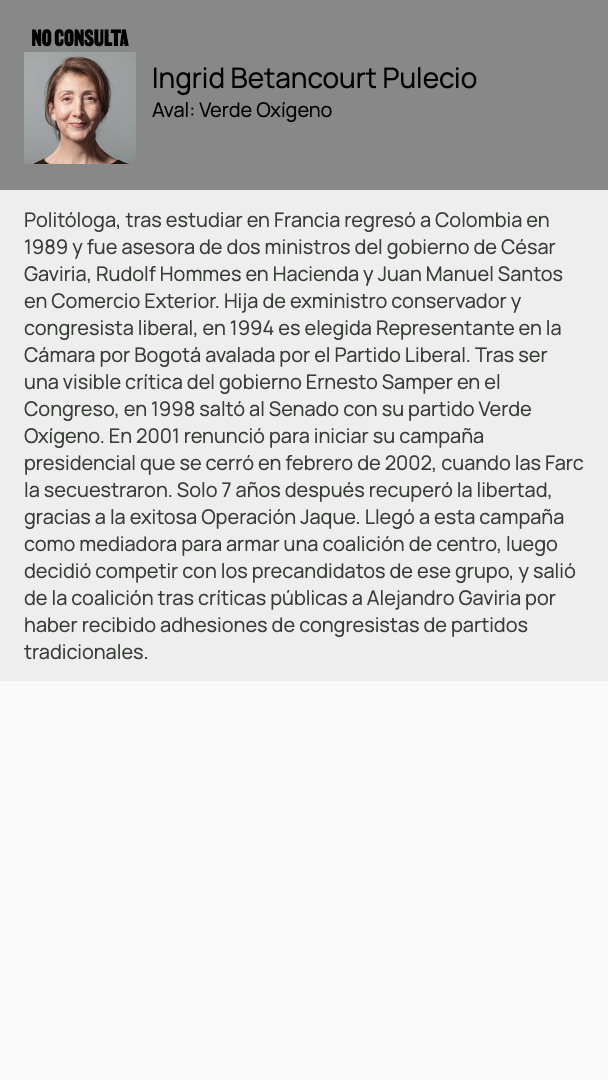 NO CONSULTA
Ingrid Betancourt Pulecio
Aval: Verde Oxígeno
Politóloga, tras estudiar en Francia regresó a Colombia en
1989 y fue asesora de dos ministros del gobierno de César
Gaviria, Rudolf Hommes en Hacienda y Juan Manuel Santos
en Comercio Exterior. Hija de exministro conservador y
congresista liberal, en 1994 es elegida Representante en la
Cámara por Bogotá avalada por el Partido Liberal. Tras ser
una visible crítica del gobierno Ernesto Samper en el
Congreso, en 1998 saltó al Senado con su partido Verde
Oxígeno. En 2001 renunció para iniciar su campaña
presidencial que se cerró en febrero de 2002, cuando las Farc
la secuestraron. Solo 7 años después recuperó la libertad,
gracias a la exitosa Operación Jaque. Llegó a esta campaña
como mediadora para armar una coalición de centro, luego
decidió competir con los precandidatos de ese grupo, y salió
de la coalición tras críticas públicas a Alejandro Gaviria por
haber recibido adhesiones de congresistas de partidos
tradicionales.